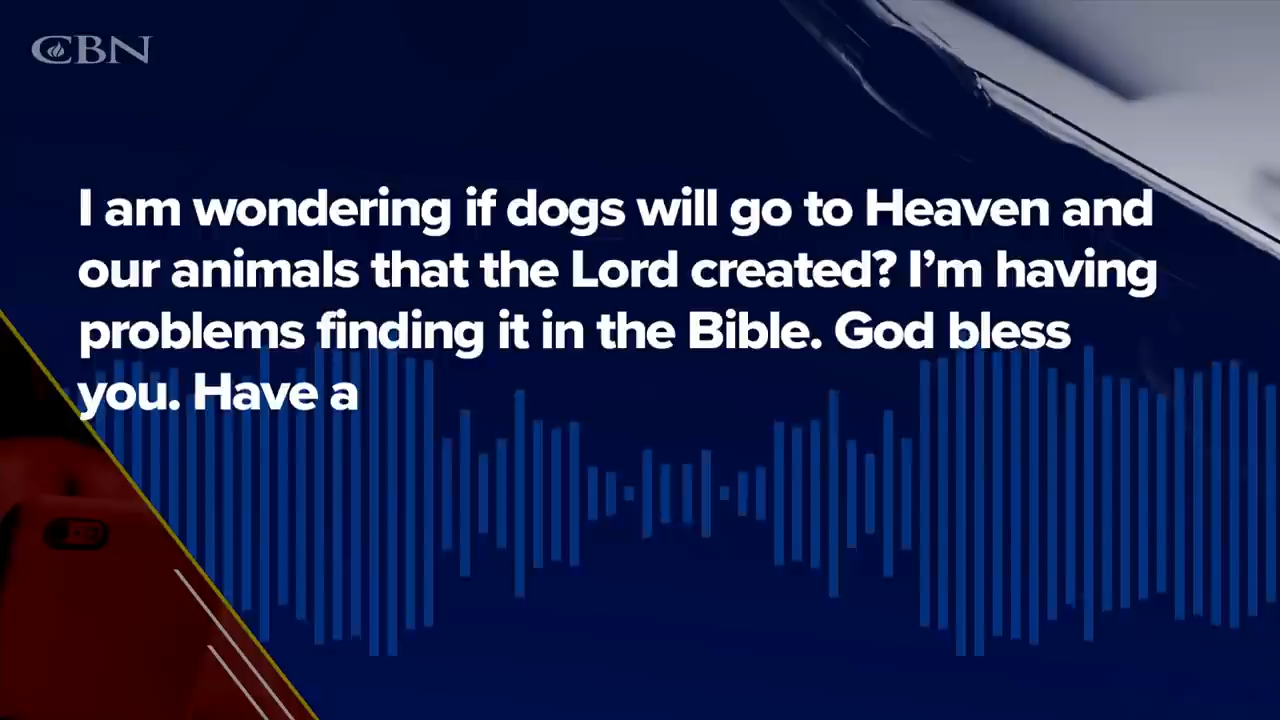 CBN
I am wondering if dogs will go to Heaven and
our animals that the Lord created? I’m having
problems finding it in the Bible. God bless
you. Have a